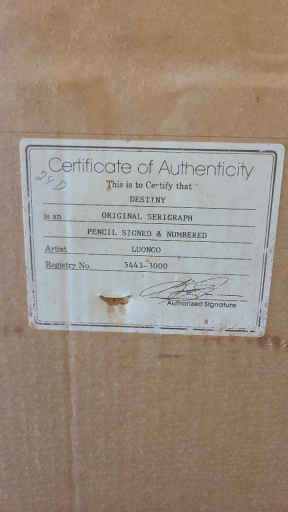 Certificate of Authenticity
This is to Certify that
DESTINY
is an ORIGINAL SERIGRAPH
PENCIL SIGNED & NUMBERED
Artist LUONGO
Registry No. 5443-3000
Authorized Signature